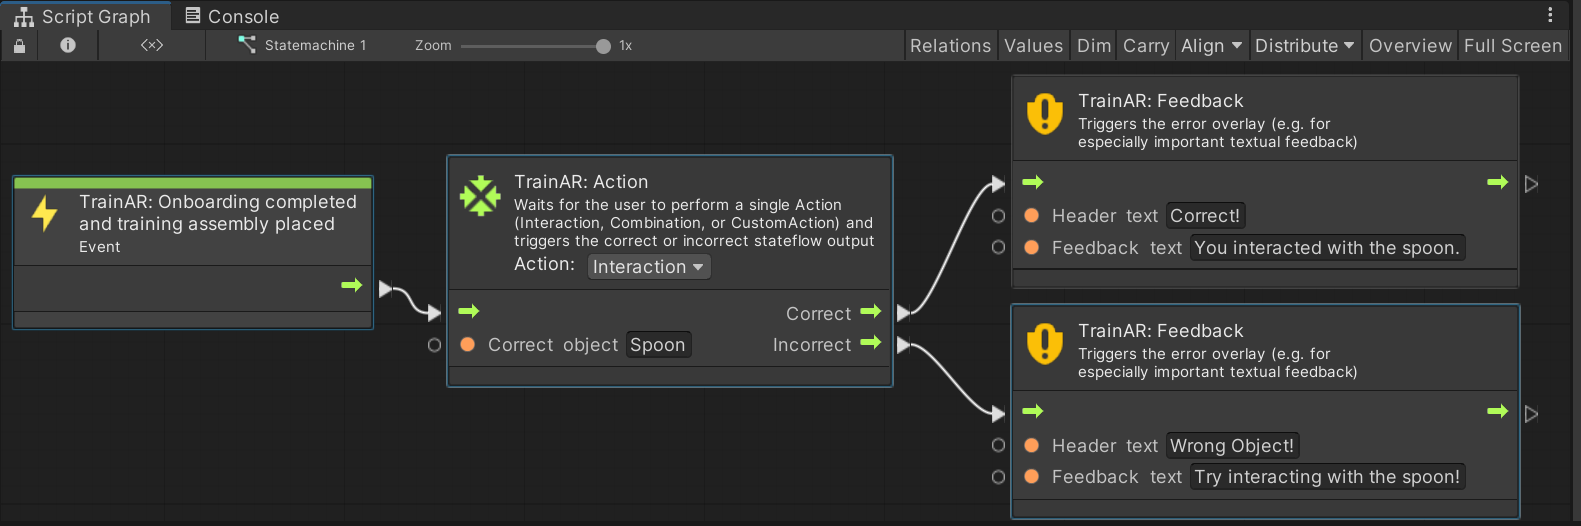 Script Graph
Console
Statemachine 1
Zoom
1x
Relations
Values
Dim
Carry
Align
Distribute
Overview
Full Screen
TrainAR: Onboarding completed
and training assembly placed
Event
TrainAR: Action
Waits for the user to perform a single Action
(Interaction, Combination, or CustomAction) and
triggers the correct or incorrect stateflow output
Action: Interaction
Correct
Correct object Spoon
Incorrect
TrainAR: Feedback
Triggers the error overlay (e.g. for
especially important textual feedback)
Header text Correct!
Feedback text You interacted with the spoon.
TrainAR: Feedback
Triggers the error overlay (e.g. for
especially important textual feedback)
Header text Wrong Object!
Feedback text Try interacting with the spoon!